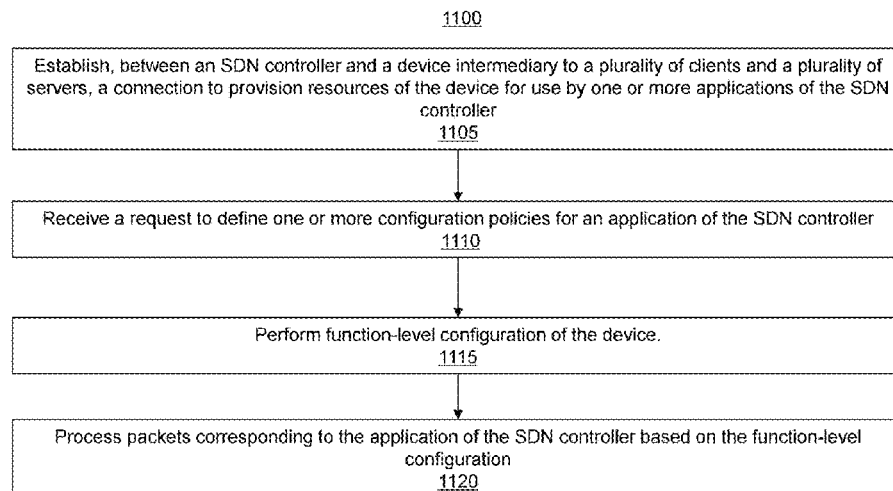 1100
Establish, between an SDN controller and a device intermediary to a plurality of clients and a plurality of
servers, a connection to provision resources of the device for use by one or more applications of the SDN
controller
1105
Receive a request to define one or more configuration policies for an application of the SDN controller
1110
Perform function-level configuration of the device.
1115
Process packets corresponding to the application of the SDN controller based on the function-level
configuration
1120